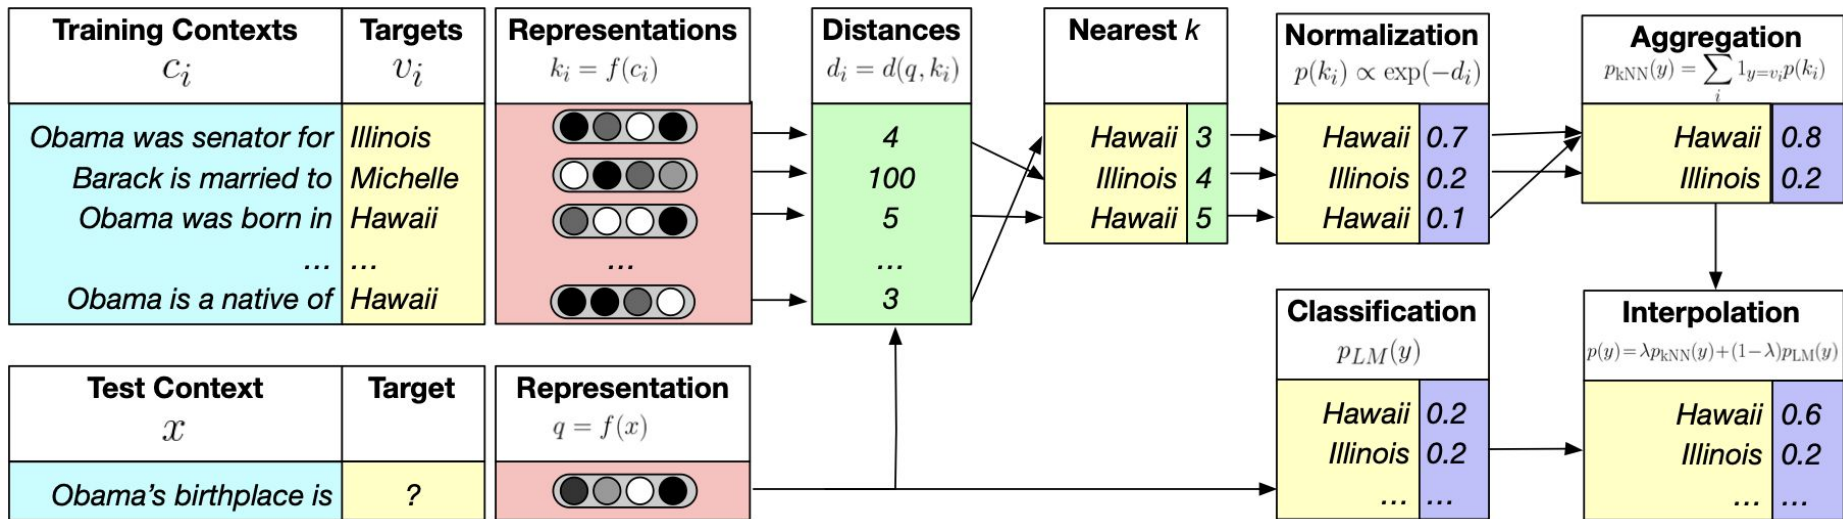 Training Contexts
c_i
Obama was senator for
Barack is married to
Obama was born in
...
Obama is a native of
Targets
v_i
Illinois
Michelle
Hawaii
...
Hawaii
Representations
k_i = f(c_i)
...
Distances
d_i = d(q, k_i)
4
100
5
...
3
Nearest k
Hawaii 3
Illinois 4
Hawaii 5
Normalization
p(k_i) ∝ exp(−d_i)
Hawaii 0.7
Illinois 0.2
Hawaii 0.1
Aggregation
p_kNN(y) = ∑_i 1_{y=v_i} p(k_i)
Hawaii 0.8
Illinois 0.2
Test Context
x
Obama's birthplace is
Target
?
Representation
q = f(x)
Classification
p_LM(y)
Hawaii 0.2
Illinois 0.2
... ...
Interpolation
p(y) = λp_kNN(y) + (1−λ)p_LM(y)
Hawaii 0.6
Illinois 0.2
... ...